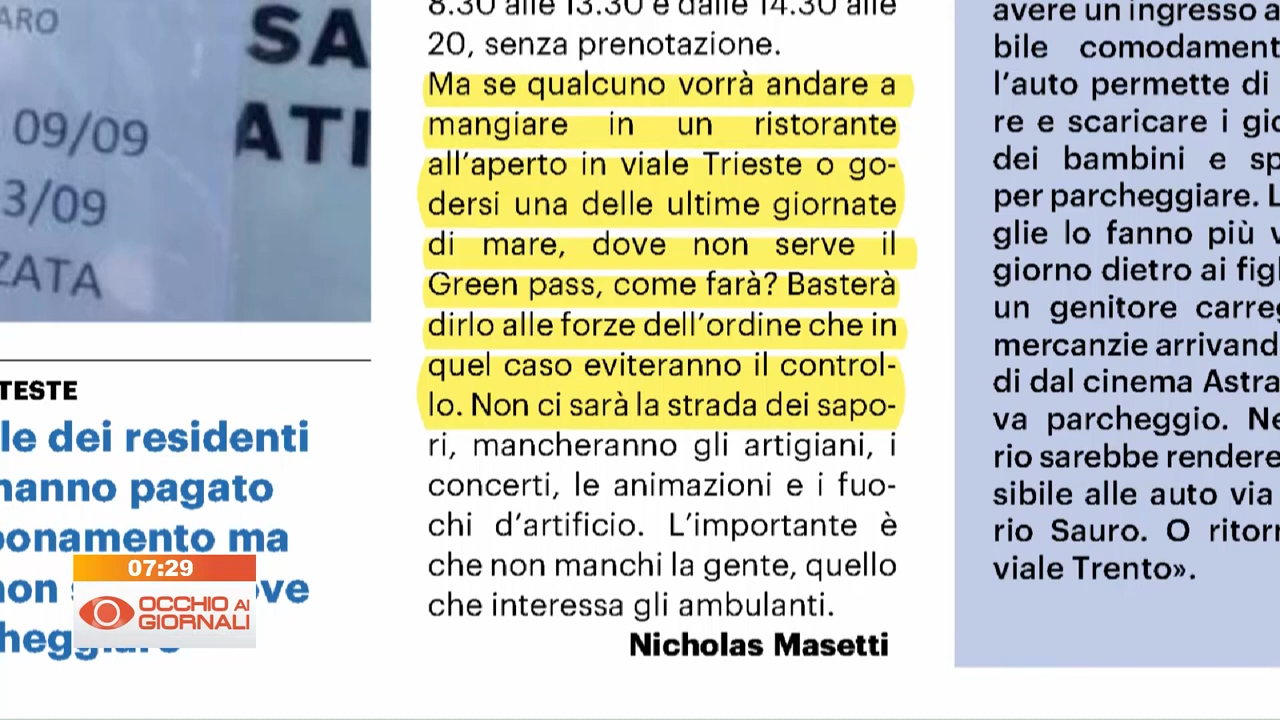 ARO
SA
09/09
ATI
3/09
ZATA
TESTE
le dei residenti
hanno pagato
bonamento ma
non
ove
8.30 alle 13.30 e dalle 14.30 alle
20, senza prenotazione.
Ma se qualcuno vorrà andare a
mangiare in un ristorante
all'aperto in viale Trieste o go-
dersi una delle ultime giornate
di mare, dove non serve il
Green pass, come farà? Basterà
dirlo alle forze dell'ordine che in
quel caso eviteranno il control-
lo. Non ci sarà la strada dei sapo-
ri, mancheranno gli artigiani, i
concerti, le animazioni e i fuo-
chi d'artificio. L'importante è
che non manchi la gente, quello
che interessa gli ambulanti.
Nicholas Masetti
avere un ingresso a
bile comodament
l'auto permette di
re e scaricare i gio
dei bambini e sp
per parcheggiare. L
glie lo fanno più v
giorno dietro ai figl
un genitore carreg
mercanzie arrivand
di dal cinema Astra
va parcheggio. Ne
rio sarebbe rendere
sibile alle auto via
rio Sauro. O ritorn
viale Trento».
07:29
OCCHIO AI
GIORNALI